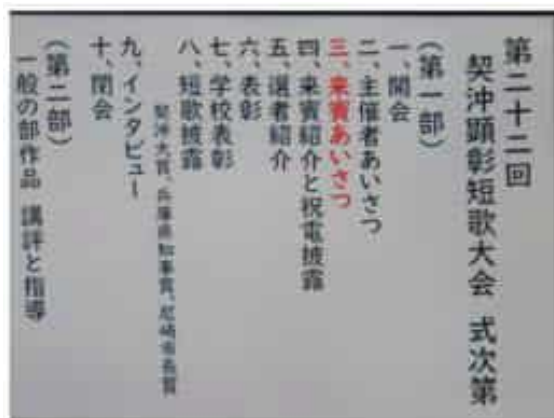 第二十二回
契沖顕彰短歌大会 式次第
(第一部)
一、開会
二、主催者あいさつ
三、来賓あいさつ
四、来賓紹介と祝電披露
五、選者紹介
六、表彰
七、学校表彰
八、短歌披露
契沖大賞、兵庫県知事賞、尼崎市長賞
九、インタビュー
十、閉会
(第二部)
一般の部作品 講評と指導